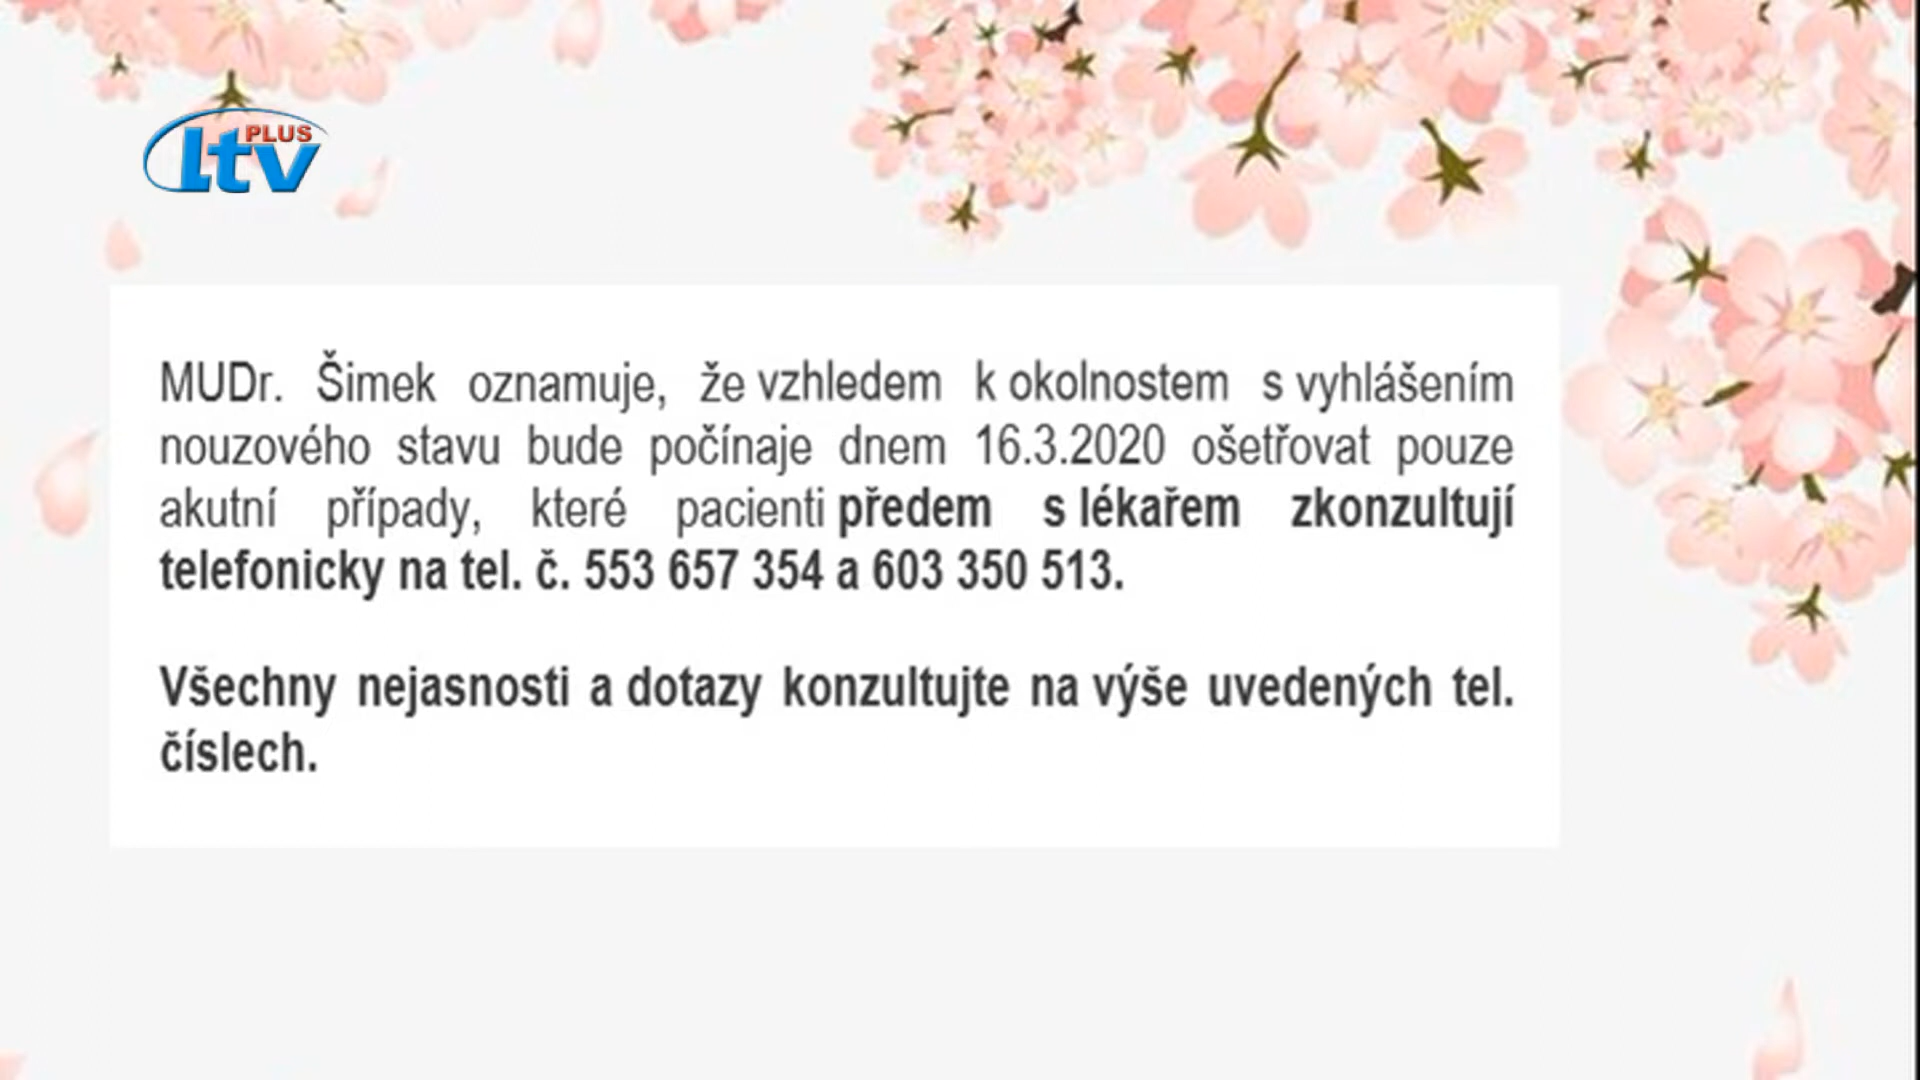 ltv PLUS
MUDr. Šimek oznamuje, že vzhledem k okolnostem s vyhlášením
nouzového stavu bude počínaje dnem 16.3.2020 ošetřovat pouze
akutní případy, které pacienti předem s lékařem zkonzultují
telefonicky na tel. č. 553 657 354 a 603 350 513.
Všechny nejasnosti a dotazy konzultujte na výše uvedených tel.
číslech.